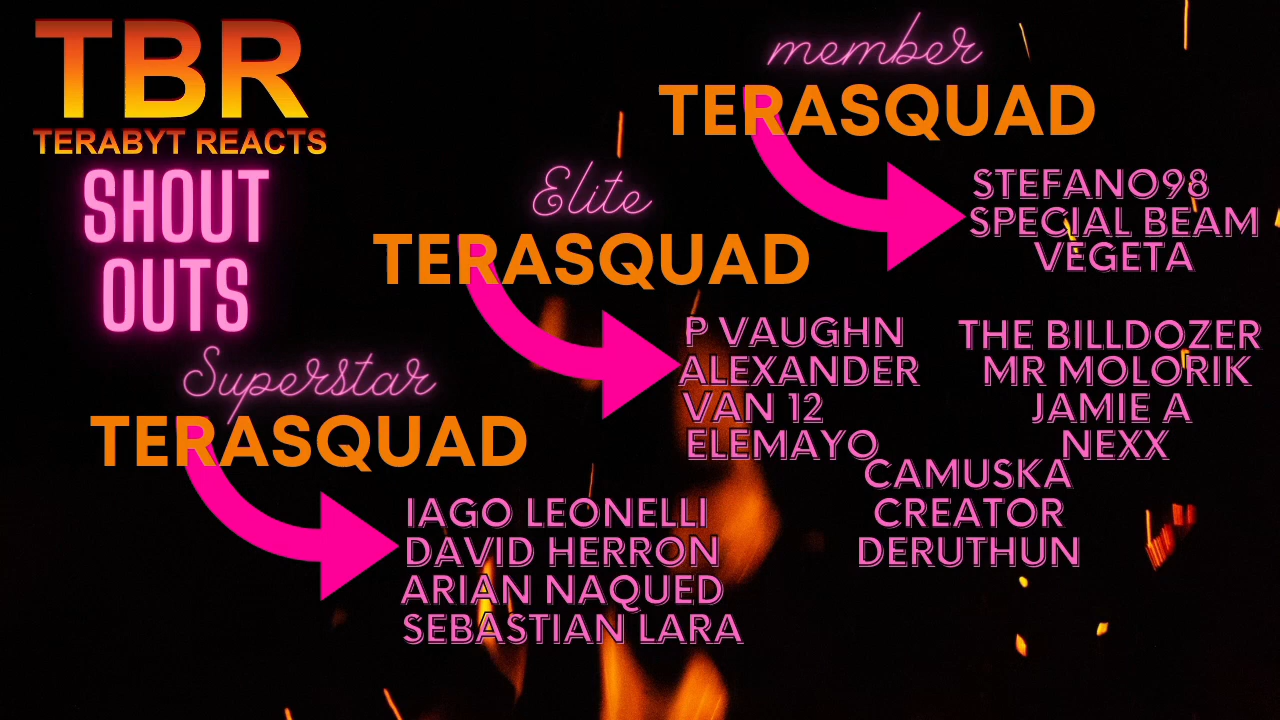 TBR
TERABYT REACTS
SHOUT
OUTS
member
TERASQUAD
STEFANO98
SPECIAL BEAM
VEGETA
Elite
TERASQUAD
P VAUGHN
ALEXANDER
VAN 12
ELEMAYO
THE BILLDOZER
MR MOLORIK
JAMIE A
NEXX
CAMUSKA
CREATOR
DERUTHUN
Superstar
TERASQUAD
IAGO LEONELLI
DAVID HERRON
ARIAN NAQUED
SEBASTIAN LARA